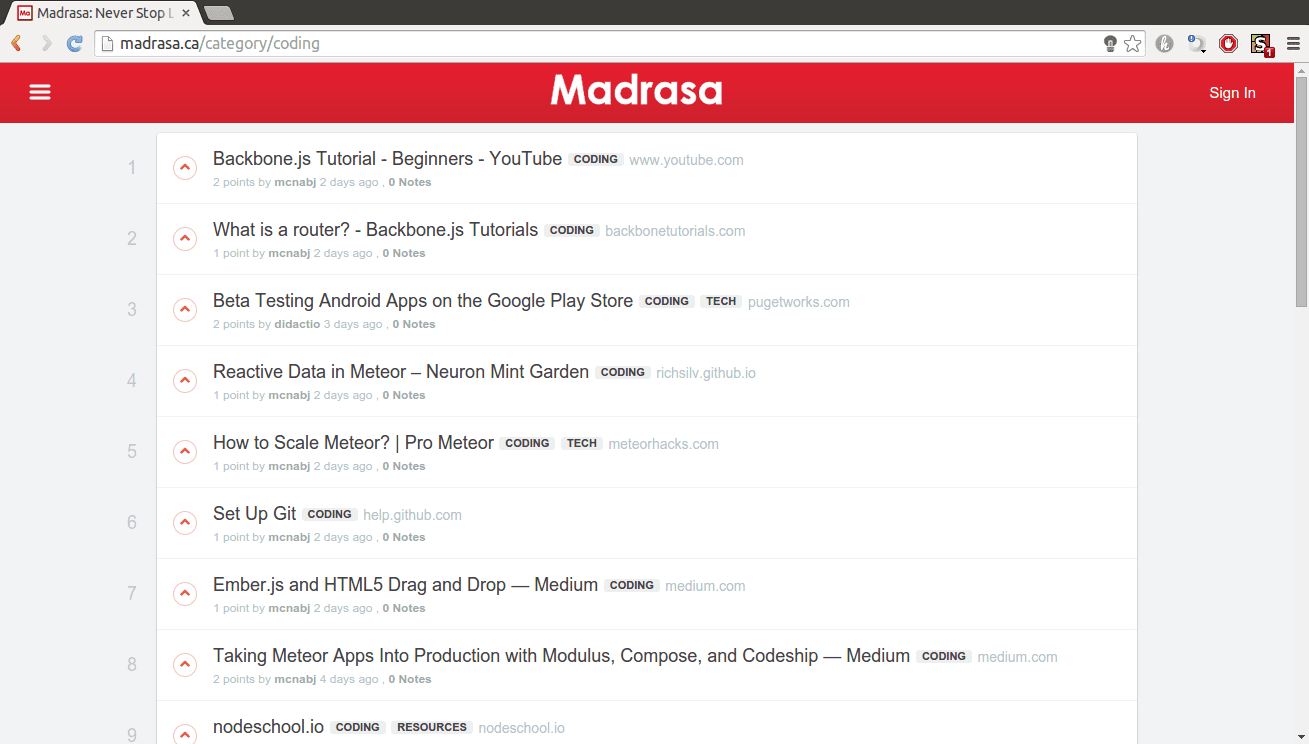 Madrasa: Never Stop L
madrasa.ca/category/coding
1
Madrasa
Sign In
1
Backbone.js Tutorial - Beginners - YouTube CODING www.youtube.com
2 points by mcnabj 2 days ago , 0 Notes
2
What is a router? - Backbone.js Tutorials CODING backbonetutorials.com
1 point by mcnabj 2 days ago , 0 Notes
3
Beta Testing Android Apps on the Google Play Store CODING TECH pugetworks.com
2 points by didactio 3 days ago , 0 Notes
4
Reactive Data in Meteor – Neuron Mint Garden CODING richsilv.github.io
1 point by mcnabj 2 days ago , 0 Notes
5
How to Scale Meteor? | Pro Meteor CODING TECH meteorhacks.com
1 point by mcnabj 2 days ago , 0 Notes
6
Set Up Git CODING help.github.com
1 point by mcnabj 2 days ago , 0 Notes
7
Ember.js and HTML5 Drag and Drop — Medium CODING medium.com
1 point by mcnabj 2 days ago , 0 Notes
8
Taking Meteor Apps Into Production with Modulus, Compose, and Codeship — Medium CODING medium.com
2 points by mcnabj 4 days ago , 0 Notes
9
nodeschool.io CODING RESOURCES nodeschool.io